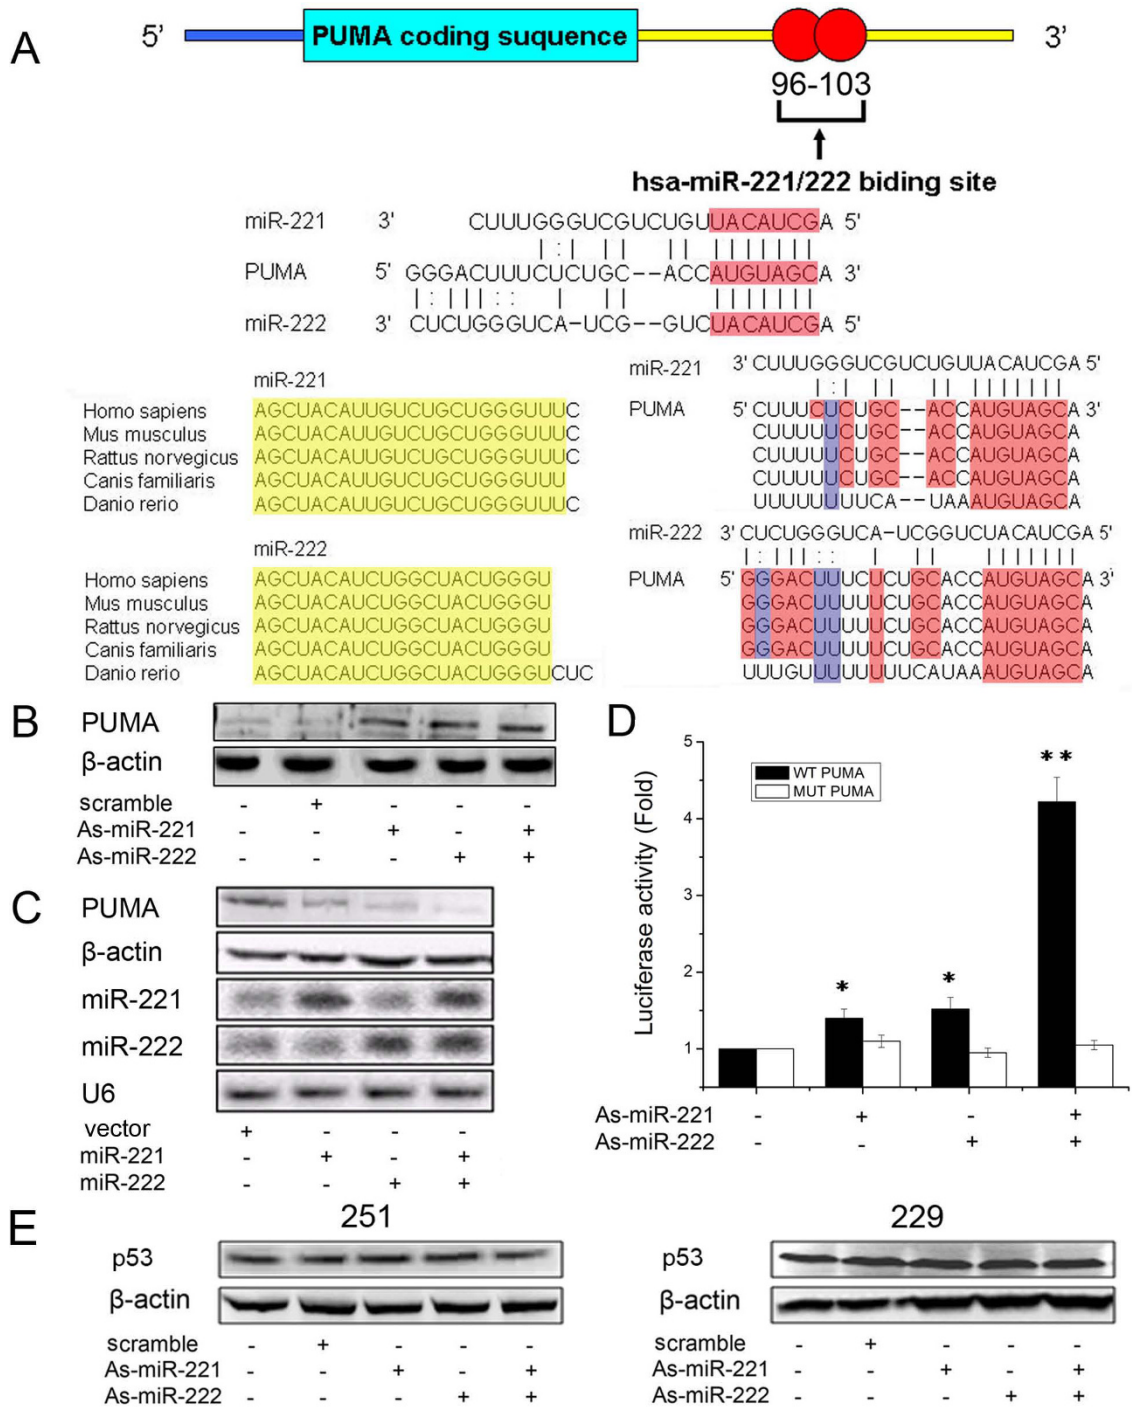 A
5' PUMA coding suquence 3'
96-103
hsa-miR-221/222 biding site
miR-221 3' CUUUGGGUCGUCUGUUACAUCGA 5'
PUMA 5' GGGACUUUCUCUGC--ACCAUGUAGCA 3'
miR-222 3' CUCUGGGUCA-UCG--GUCUACAUCGA 5'
miR-221
Homo sapiens AGCUACAUUGUCUGCUGGGUUUC
Mus musculus AGCUACAUUGUCUGCUGGGUUUC
Rattus norvegicus AGCUACAUUGUCUGCUGGGUUUC
Canis familiaris AGCUACAUUGUCUGCUGGGUUU
Danio rerio AGCUACAUUGUCUGCUGGGUUUC
miR-221 3' CUUUGGGUCGUCUGUUACAUCGA 5'
PUMA 5' CUUUCUCUGC--ACCAUGUAGCA 3'
CUUUUUCUGC--ACCAUGUAGCA
CUUUUUCUGC--ACCAUGUAGCA
CUUUUUCUGC--ACCAUGUAGCA
UUUUUUUUCA--UAAAUGUAGCA
miR-222
Homo sapiens AGCUACAUCUGGCUACUGGGU
Mus musculus AGCUACAUCUGGCUACUGGGU
Rattus norvegicus AGCUACAUCUGGCUACUGGGU
Canis familiaris AGCUACAUCUGGCUACUGGGU
Danio rerio AGCUACAUCUGGCUACUGGGUCUC
miR-222 3' CUCUGGGUCA-UCGGUCUACAUCGA 5'
PUMA 5' GGGACUUUCUCUGCACCAUGUAGCA 3'
GGGACUUUUUCUGCACCAUGUAGCA
GGGACUUUUUCUGCACCAUGUAGCA
GGGACUUUUUCUGCACCAUGUAGCA
UUUGUUUUUUUCAUAAAUGUAGCA
B
PUMA
β-actin
scramble - + - - -
As-miR-221 - - + - +
As-miR-222 - - - + +
C
PUMA
β-actin
miR-221
miR-222
U6
vector + - - -
miR-221 - + - +
miR-222 - - + +
D
5
4
3
2
1
Luciferase activity (Fold)
WT PUMA
MUT PUMA
*
*
**
As-miR-221 - + - +
As-miR-222 - - + +
E
251
p53
β-actin
scramble - + - - -
As-miR-221 - - + - +
As-miR-222 - - - + +
229
p53
β-actin
scramble - + - - -
As-miR-221 - - + - +
As-miR-222 - - - + +